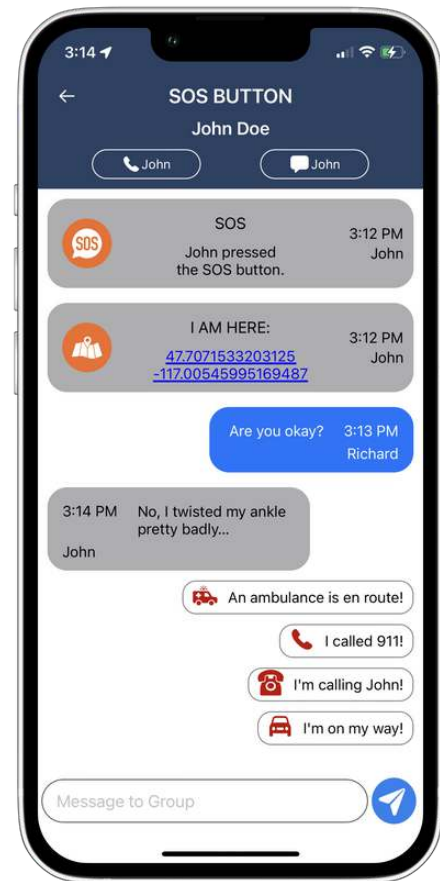 3:14
SOS BUTTON
John Doe
John
John
SOS
SOS
John pressed
the SOS button.
3:12 PM
John
I AM HERE:
47.7071533203125
-117.00545995169487
3:12 PM
John
Are you okay?
3:13 PM
Richard
3:14 PM
John
No, I twisted my ankle
pretty badly...
An ambulance is en route!
I called 911!
I'm calling John!
I'm on my way!
Message to Group